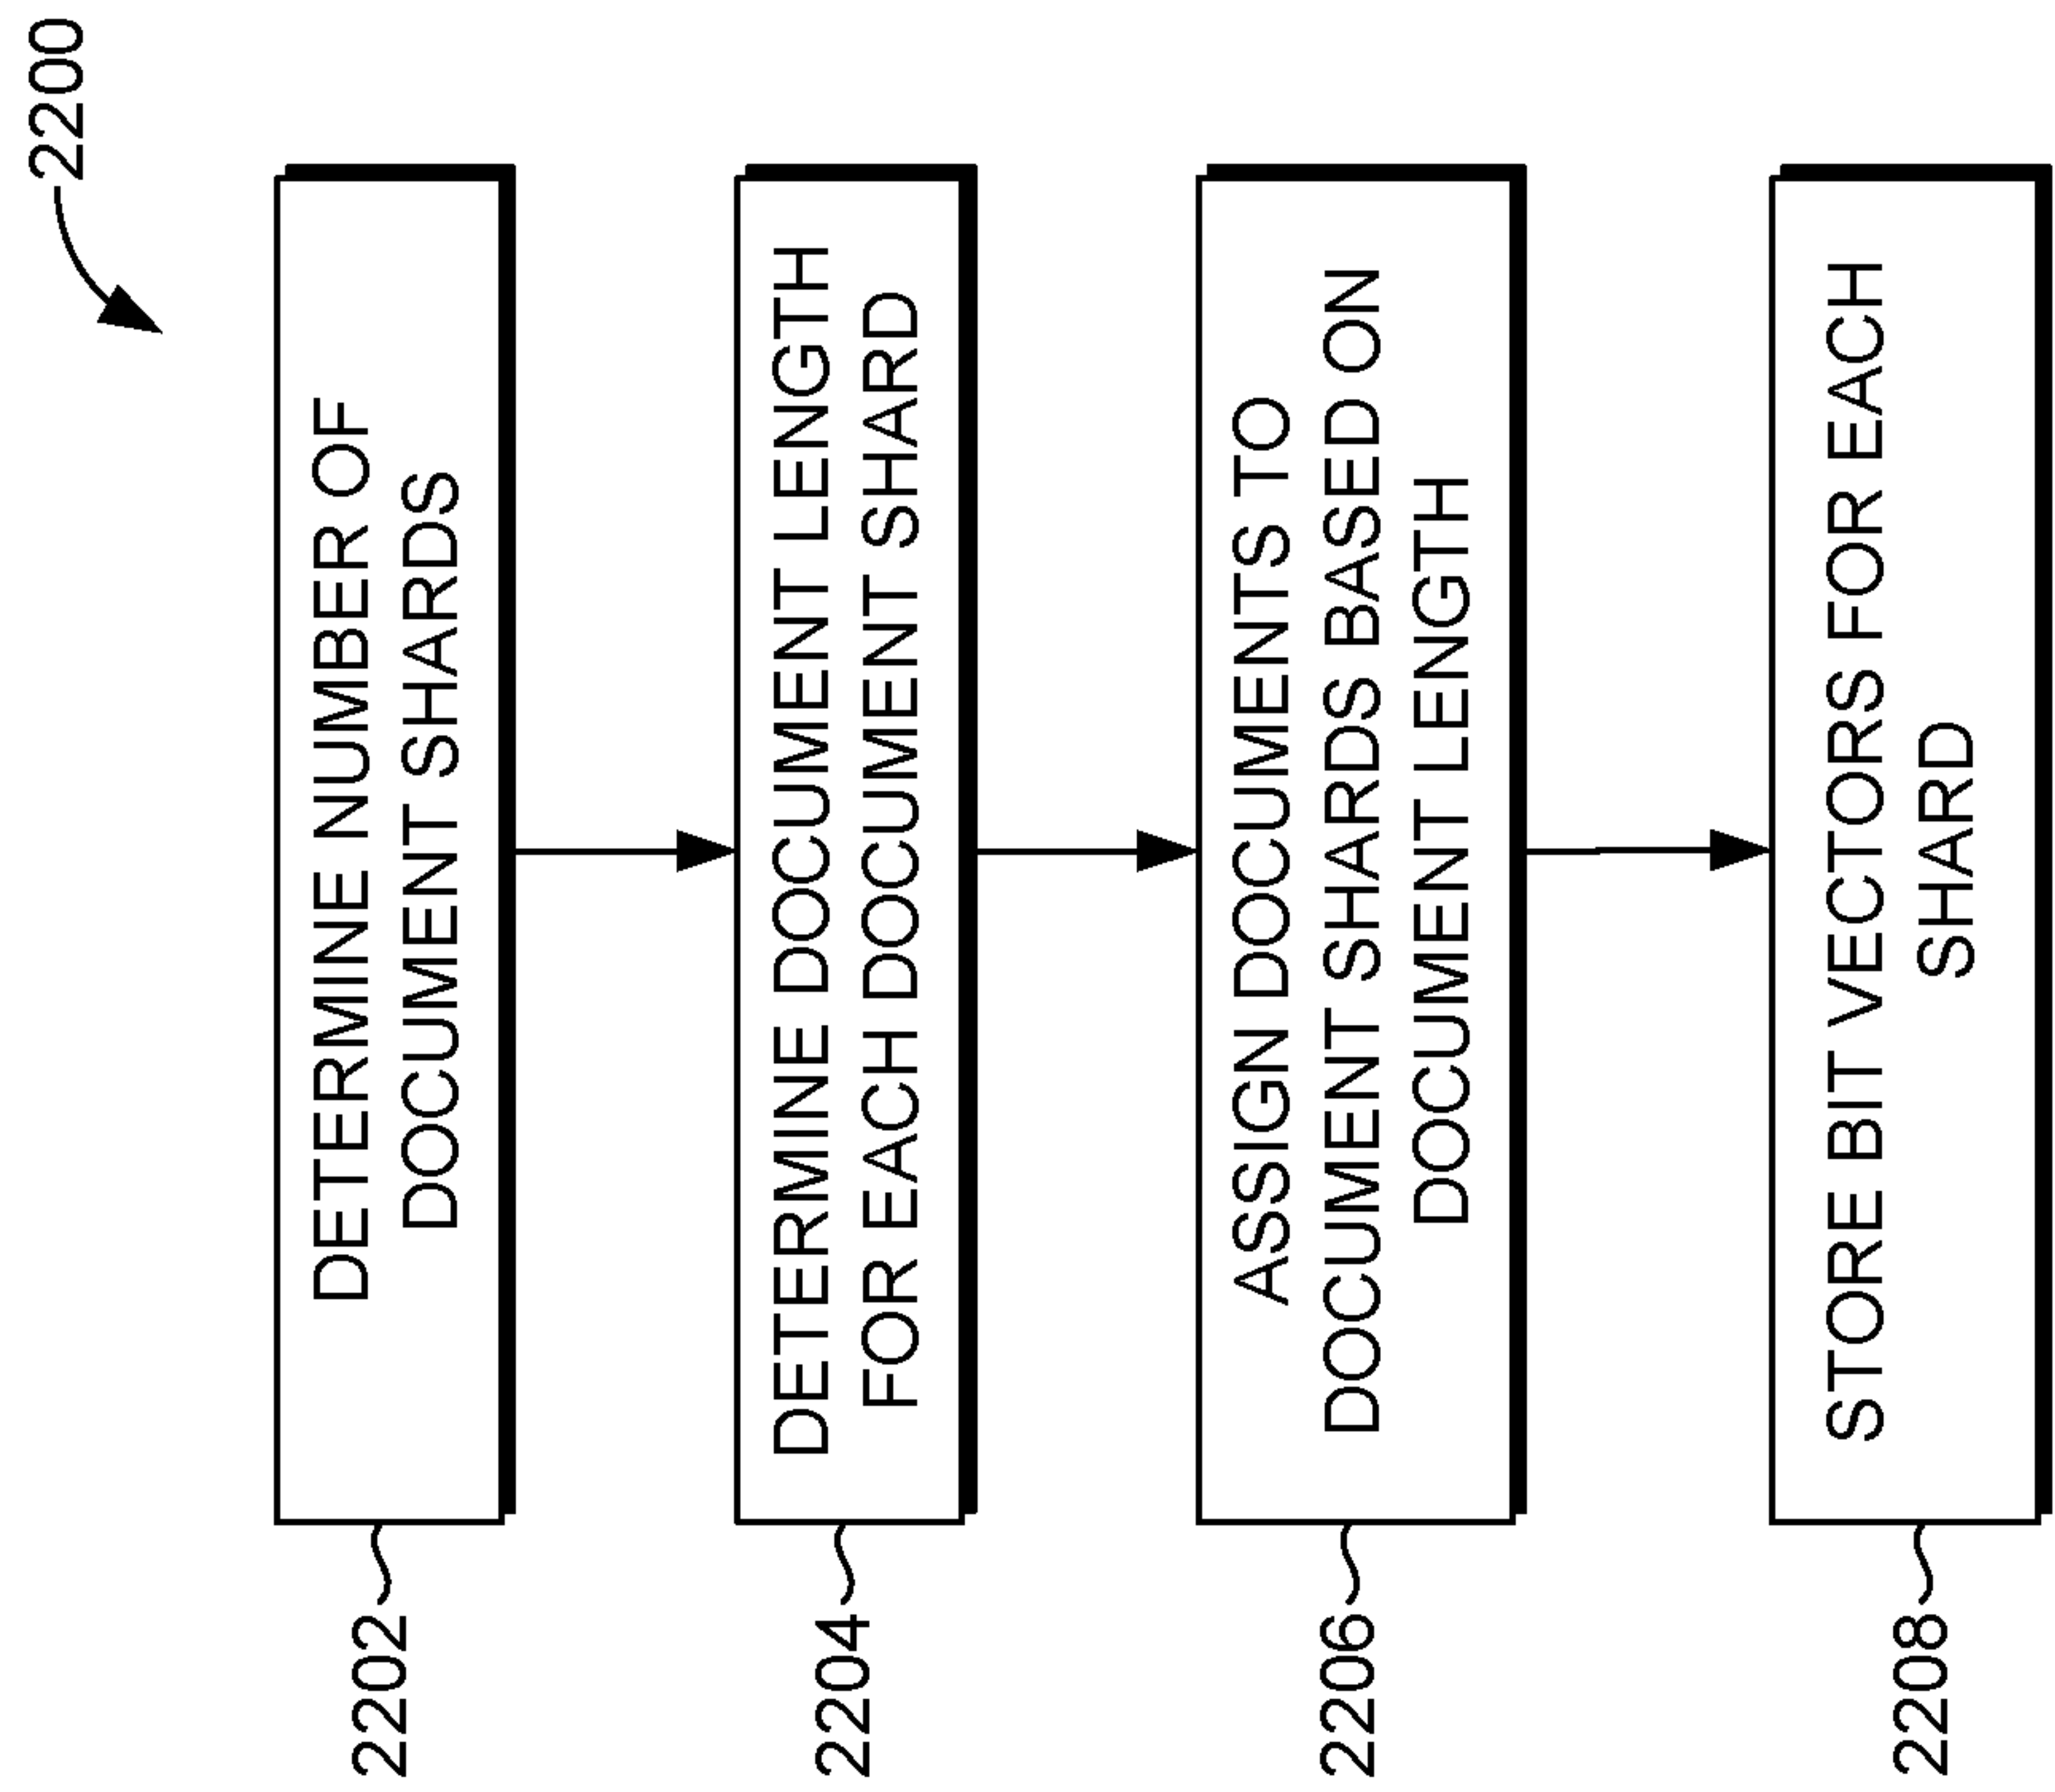 2200
2202
DETERMINE NUMBER OF
DOCUMENT SHARDS
2204
DETERMINE DOCUMENT LENGTH
FOR EACH DOCUMENT SHARD
2206
ASSIGN DOCUMENTS TO
DOCUMENT SHARDS BASED ON
DOCUMENT LENGTH
2208
STORE BIT VECTORS FOR EACH
SHARD